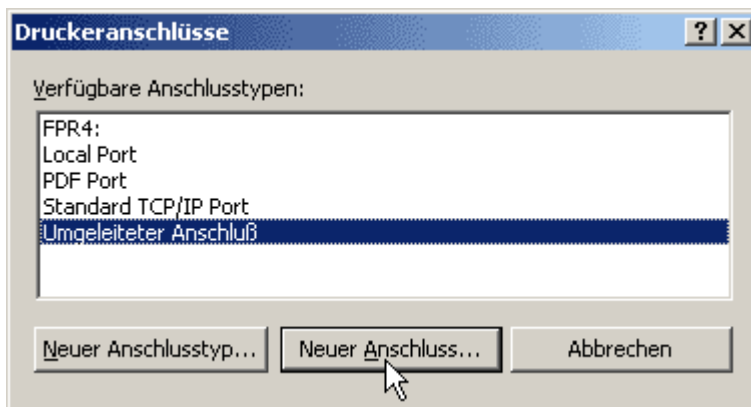 Druckeranschlüsse
Verfügbare Anschlusstypen:
FPR4:
Local Port
PDF Port
Standard TCP/IP Port
Umgeleiteter Anschluß
Neuer Anschlusstyp... Neuer Anschluss... Abbrechen